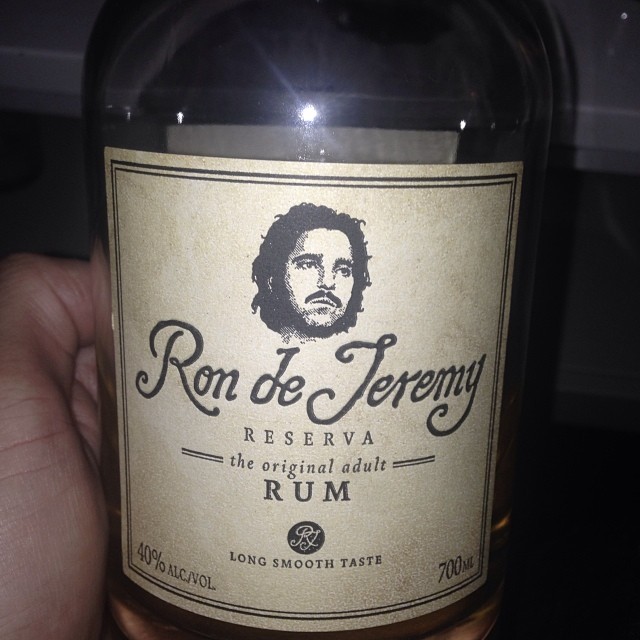 Ron de Jeremy
RESERVA
the original adult
RUM
RJ
LONG SMOOTH TASTE
40% ALC./VOL.
700ML